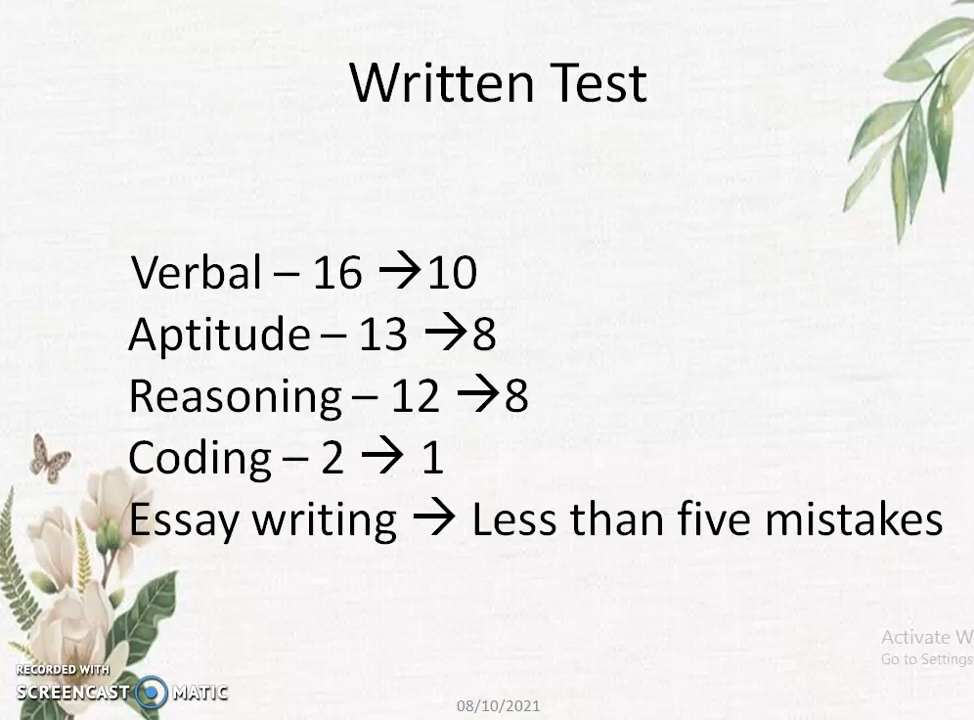 Written Test
Verbal – 16 →10
Aptitude – 13 →8
Reasoning – 12 →8
Coding – 2 → 1
Essay writing → Less than five mistakes
Activate W
Go to Settings
RECORDED WITH
SCREENCAST MATIC
08/10/2021